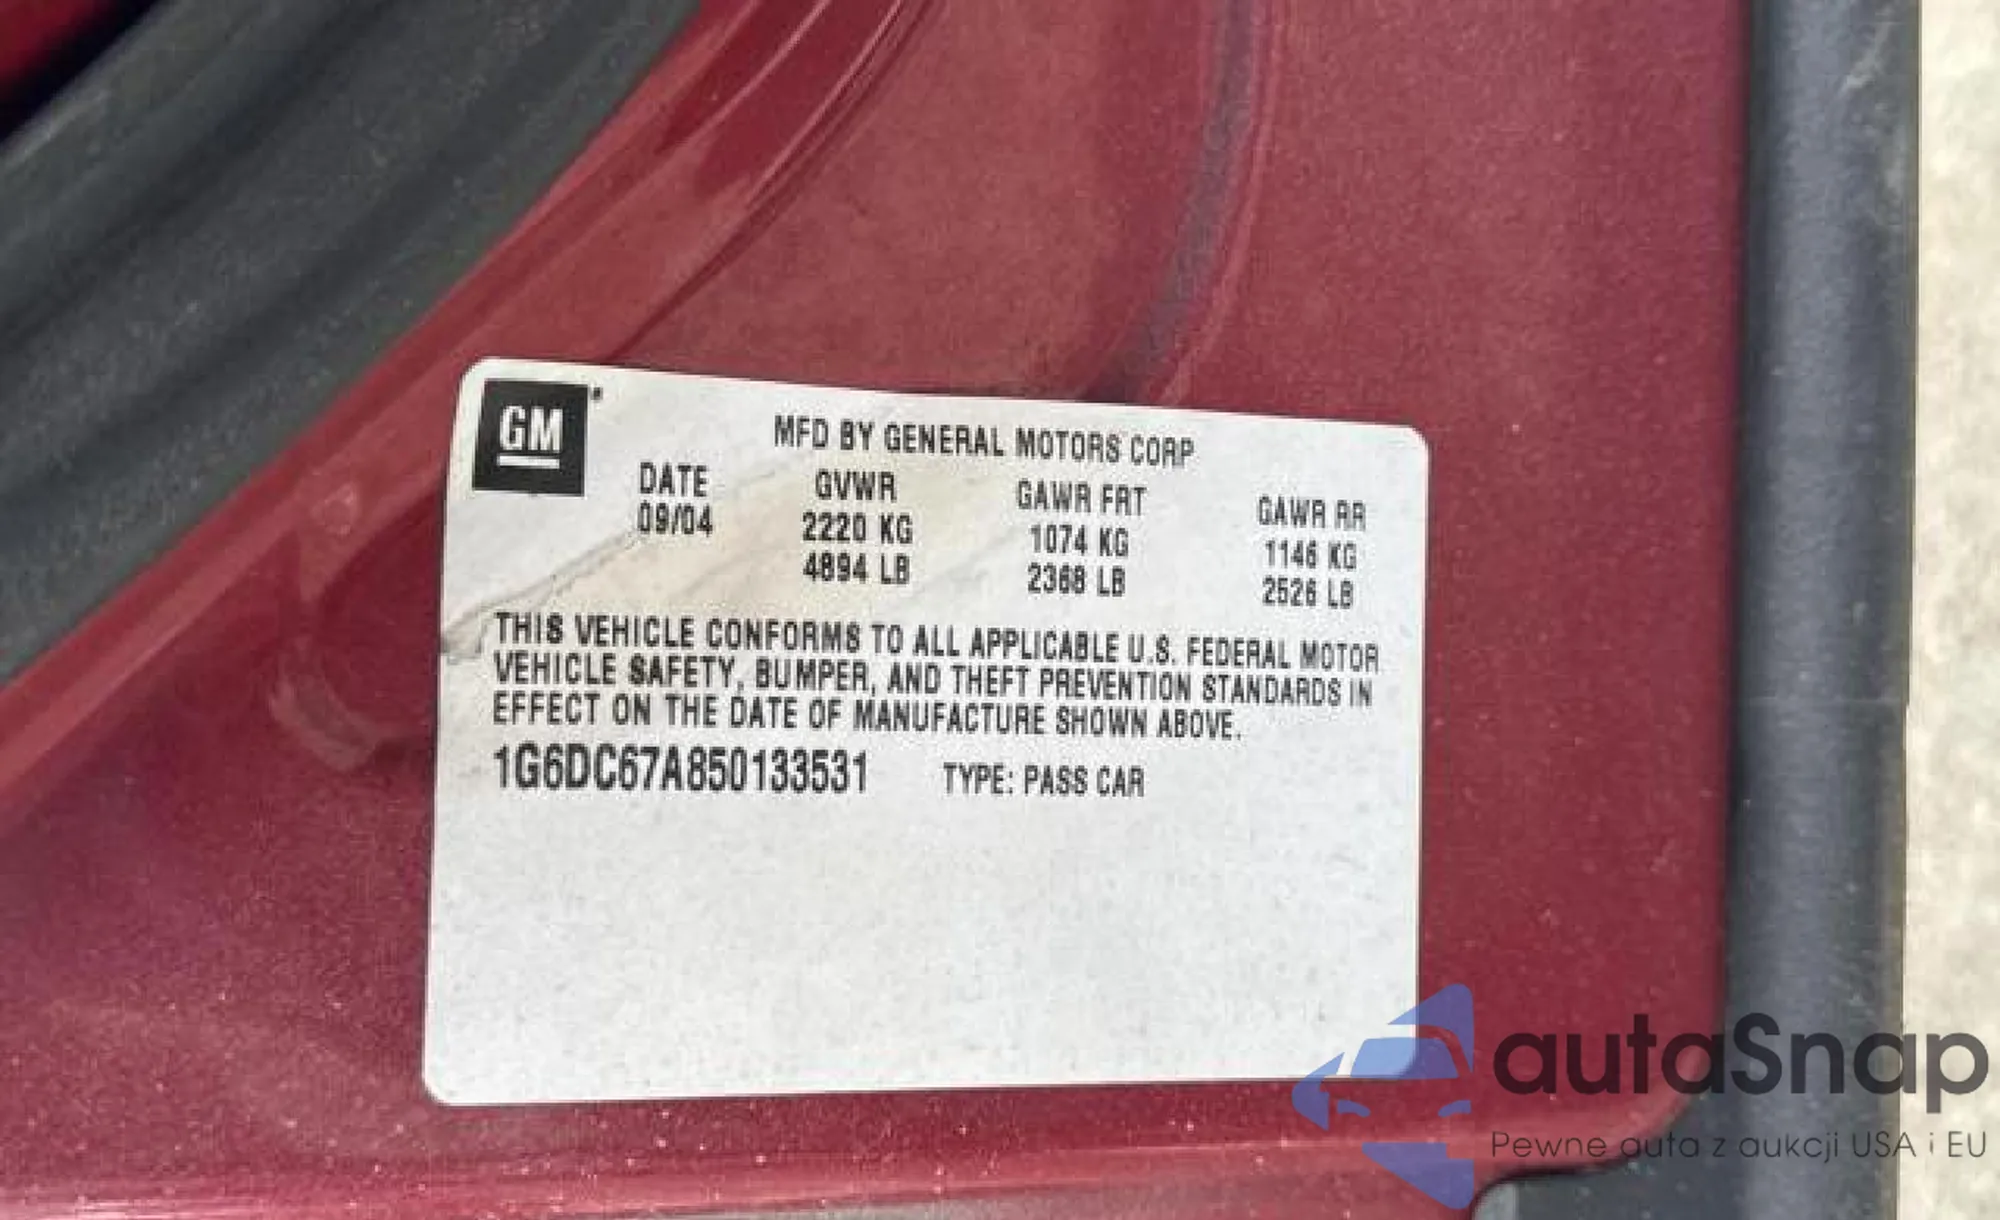 GM
MFD BY GENERAL MOTORS CORP
DATE GVWR GAWR FRT GAWR RR
09/04 2220 KG 1074 KG 1146 KG
4894 LB 2368 LB 2526 LB
THIS VEHICLE CONFORMS TO ALL APPLICABLE U.S. FEDERAL MOTOR
VEHICLE SAFETY, BUMPER, AND THEFT PREVENTION STANDARDS IN
EFFECT ON THE DATE OF MANUFACTURE SHOWN ABOVE.
1G6DC67A850133531 TYPE: PASS CAR
autaSnap
Pewne auta z aukcji USA i EU